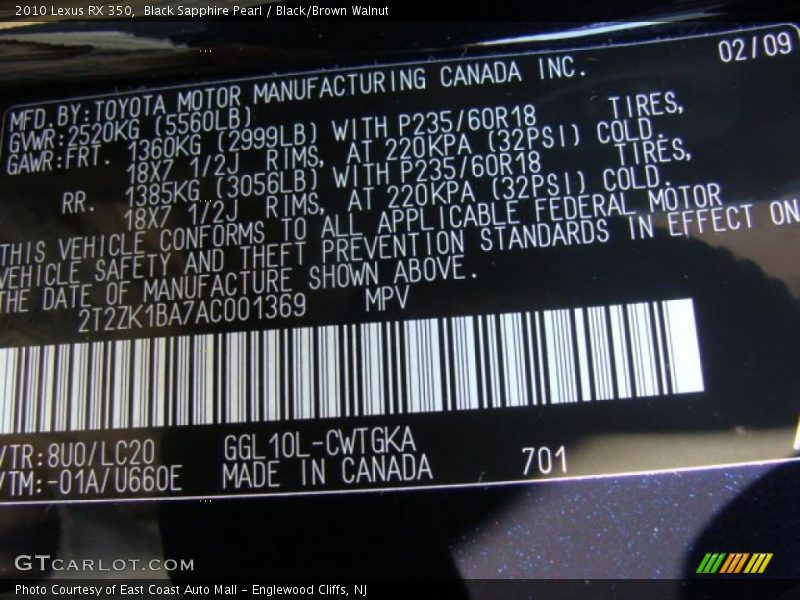 2010 Lexus RX 350,  Black Sapphire Pearl / Black/Brown Walnut
02/09
MFD.BY:TOYOTA MOTOR MANUFACTURING CANADA INC.
GVWR:2520KG (5560LB)
GAWR:FRT. 1360KG (2999LB) WITH P235/60R18 TIRES,
18X7 1/2J RIMS, AT 220KPA (32PSI) COLD.
RR. 1385KG (3056LB) WITH P235/60R18 TIRES,
18X7 1/2J RIMS, AT 220KPA (32PSI) COLD.
THIS VEHICLE CONFORMS TO ALL APPLICABLE FEDERAL MOTOR
VEHICLE SAFETY AND THEFT PREVENTION STANDARDS IN EFFECT ON
THE DATE OF MANUFACTURE SHOWN ABOVE.
2T2ZK1BA7AC001369 MPV
/TR:8U0/LC20 GGL10L-CWTGKA
/TM:-01A/U660E MADE IN CANADA 701
GTCARLOT.COM
Photo Courtesy of East Coast Auto Mall - Englewood Cliffs, NJ